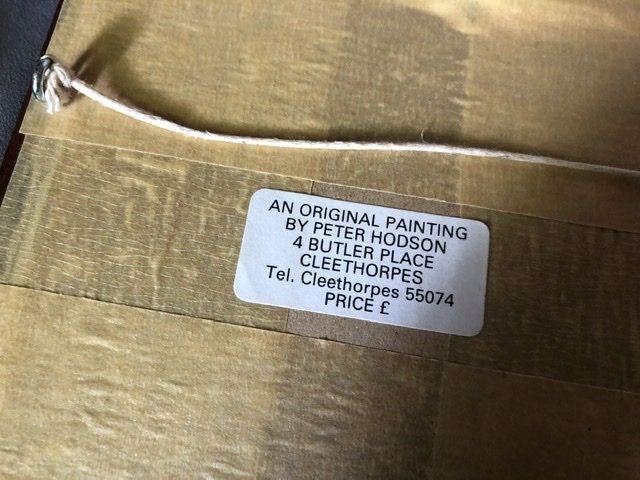 AN ORIGINAL PAINTING
BY PETER HODSON
4 BUTLER PLACE
CLEETHORPES
Tel. Cleethorpes 55074
PRICE £